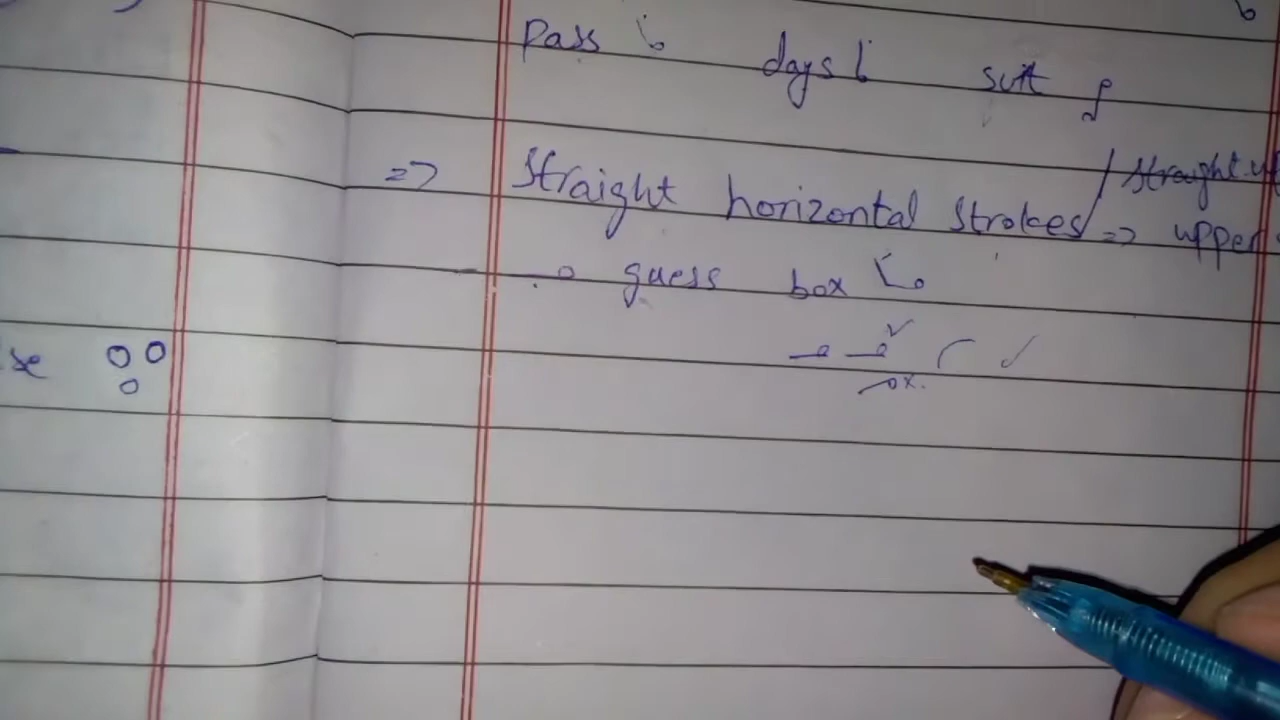 Pass days suit
=> Straight horizontal Strokes / Straight
=> upper
guess box